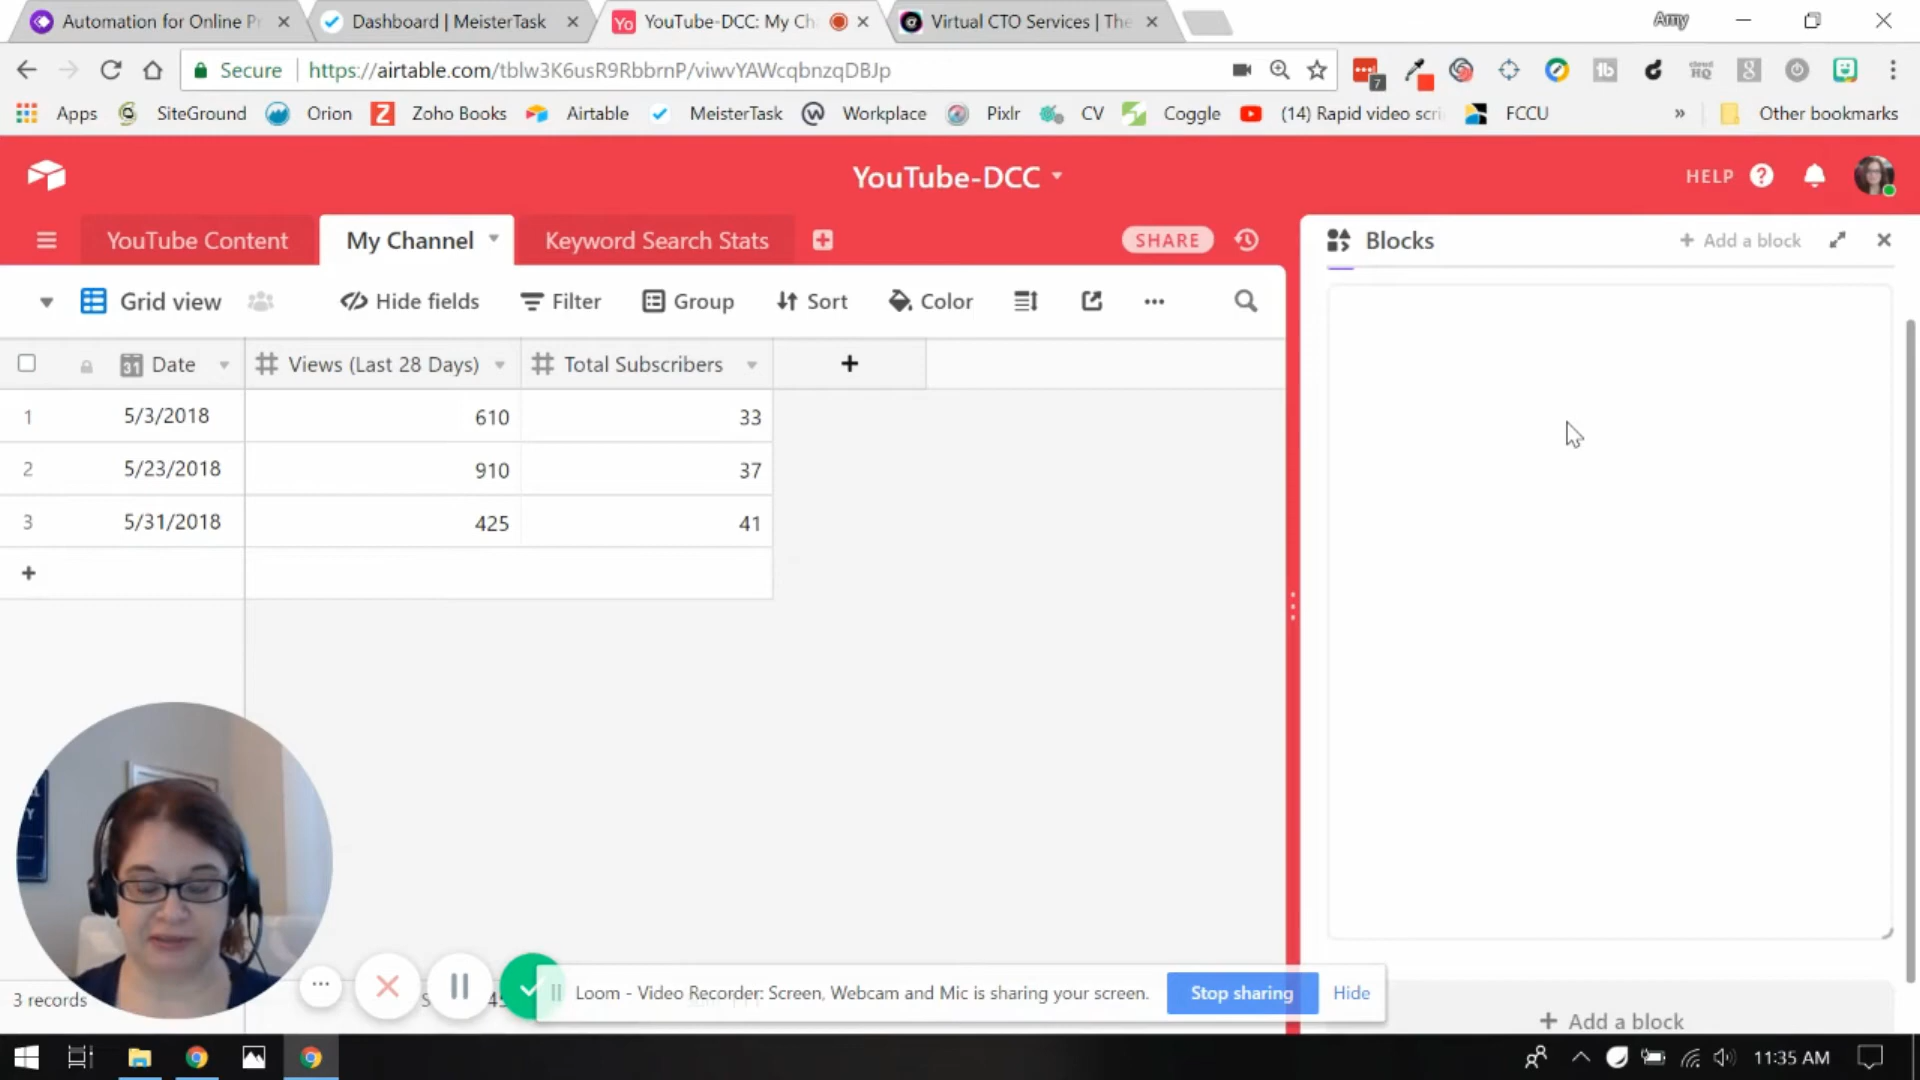 Automation for Online P
Dashboard | MeisterTask
Yo YouTube-DCC: My Ch
Virtual CTO Services | The
Amy
Secure https://airtable.com/tblw3K6usR9RbbrnP/viwvYAWcqbnzqDBJp
7
cloud HQ
Apps SiteGround Orion Zoho Books Airtable MeisterTask Workplace Pixlr CV Coggle (14) Rapid video scri FCCU » Other bookmarks
YouTube-DCC
HELP
YouTube Content My Channel Keyword Search Stats
SHARE
Blocks + Add a block
Grid view Hide fields Filter Group Sort Color
31 Date Views (Last 28 Days) Total Subscribers +
1 5/3/2018 610 33
2 5/23/2018 910 37
3 5/31/2018 425 41
+
3 records
Loom - Video Recorder: Screen, Webcam and Mic is sharing your screen. Stop sharing Hide
+ Add a block
11:35 AM